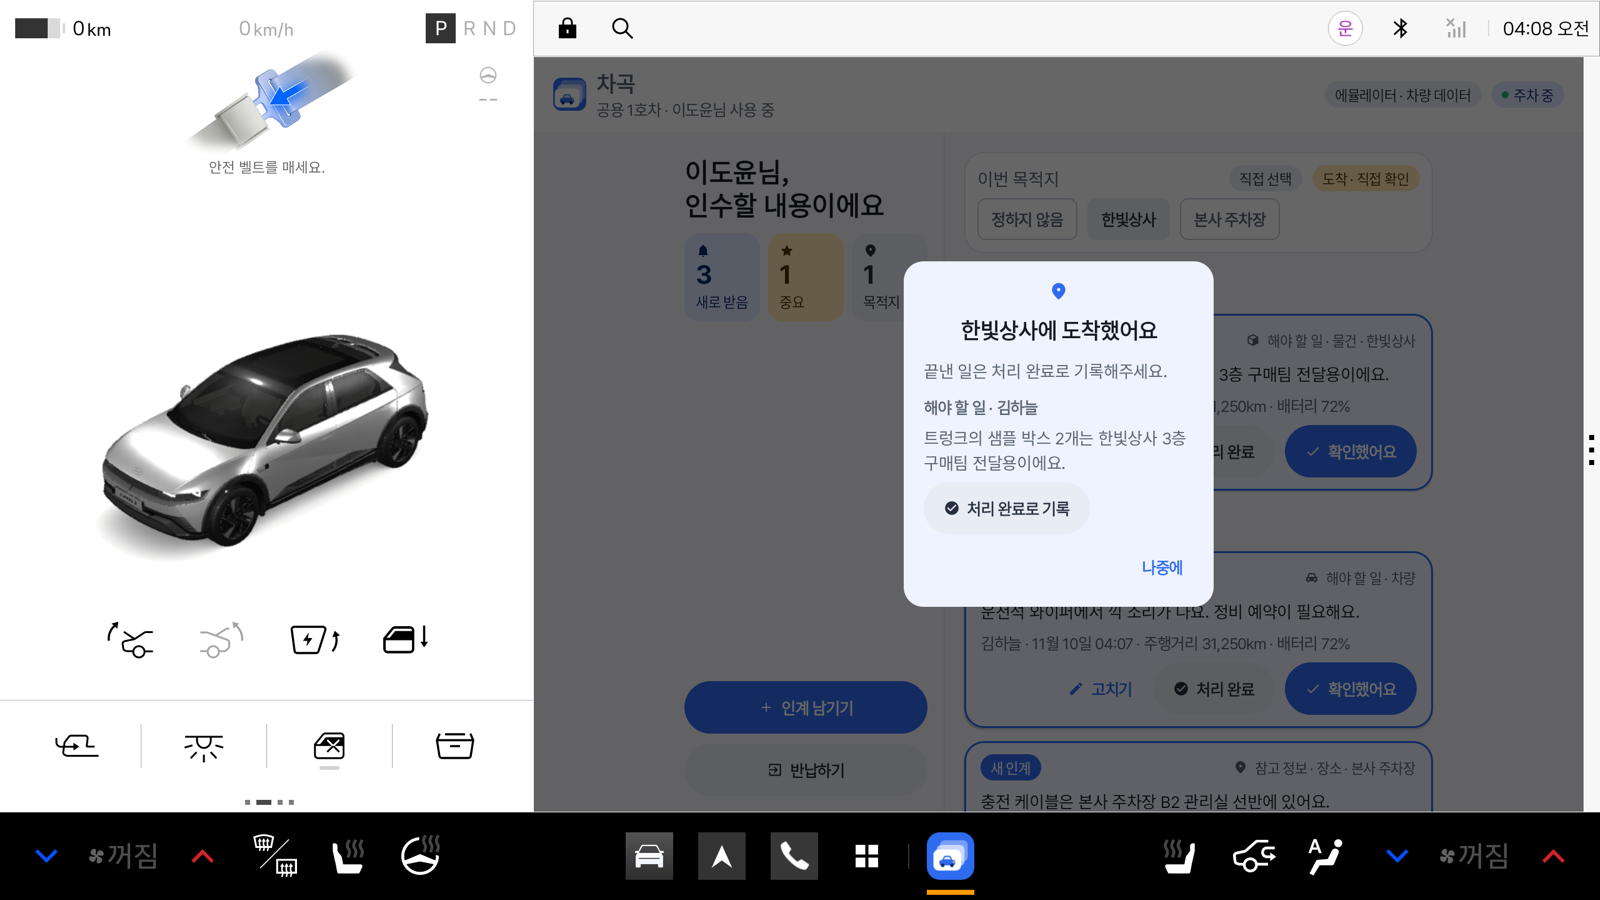 0 km
0 km/h
P R N D
운
04:08 오전
안전 벨트를 매세요.
차곡
공용 1호차 · 이도윤님 사용 중
에뮬레이터 · 차량 데이터
주차 중
이도윤님,
인수할 내용이에요
3
새로 받음
1
중요
1
목적지
이번 목적지
직접 선택
도착 · 직접 확인
정하지 않음
한빛상사
본사 주차장
한빛상사에 도착했어요
끝낸 일은 처리 완료로 기록해주세요.
해야 할 일 · 김하늘
트렁크의 샘플 박스 2개는 한빛상사 3층
구매팀 전달용이에요.
처리 완료로 기록
나중에
해야 할 일 · 물건 · 한빛상사
3층 구매팀 전달용이에요.
1,250km · 배터리 72%
리 완료
확인했어요
해야 할 일 · 차량
운전석 와이퍼에서 끽 소리가 나요. 정비 예약이 필요해요.
김하늘 · 11월 10일 04:07 · 주행거리 31,250km · 배터리 72%
고치기
처리 완료
확인했어요
새 인계
참고 정보 · 장소 · 본사 주차장
충전 케이블은 본사 주차장 B2 관리실 선반에 있어요.
+ 인계 남기기
반납하기
꺼짐
A
꺼짐